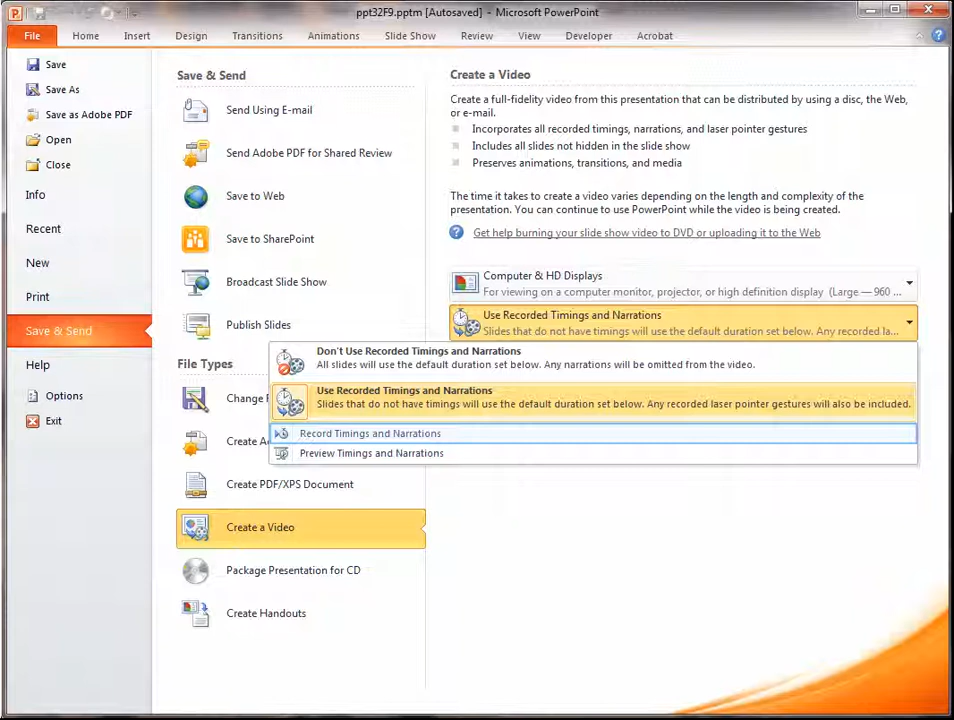 ppt32F9.pptm [Autosaved] - Microsoft PowerPoint
File Home Insert Design Transitions Animations Slide Show Review View Developer Acrobat
Save
Save As
Save as Adobe PDF
Open
Close
Info
Recent
New
Print
Save & Send
Help
Options
Exit
Save & Send
Send Using E-mail
Send Adobe PDF for Shared Review
Save to Web
Save to SharePoint
Broadcast Slide Show
Publish Slides
File Types
Change
Create
Create PDF/XPS Document
Create a Video
Package Presentation for CD
Create Handouts
Create a Video
Create a full-fidelity video from this presentation that can be distributed by using a disc, the Web,
or e-mail.
Incorporates all recorded timings, narrations, and laser pointer gestures
Includes all slides not hidden in the slide show
Preserves animations, transitions, and media
The time it takes to create a video varies depending on the length and complexity of the
presentation. You can continue to use PowerPoint while the video is being created.
Get help burning your slide show video to DVD or uploading it to the Web
Computer & HD Displays
For viewing on a computer monitor, projector, or high definition display (Large — 960 ...
Use Recorded Timings and Narrations
Slides that do not have timings will use the default duration set below. Any recorded la...
Don't Use Recorded Timings and Narrations
All slides will use the default duration set below. Any narrations will be omitted from the video.
Use Recorded Timings and Narrations
Slides that do not have timings will use the default duration set below. Any recorded laser pointer gestures will also be included.
Record Timings and Narrations
Preview Timings and Narrations